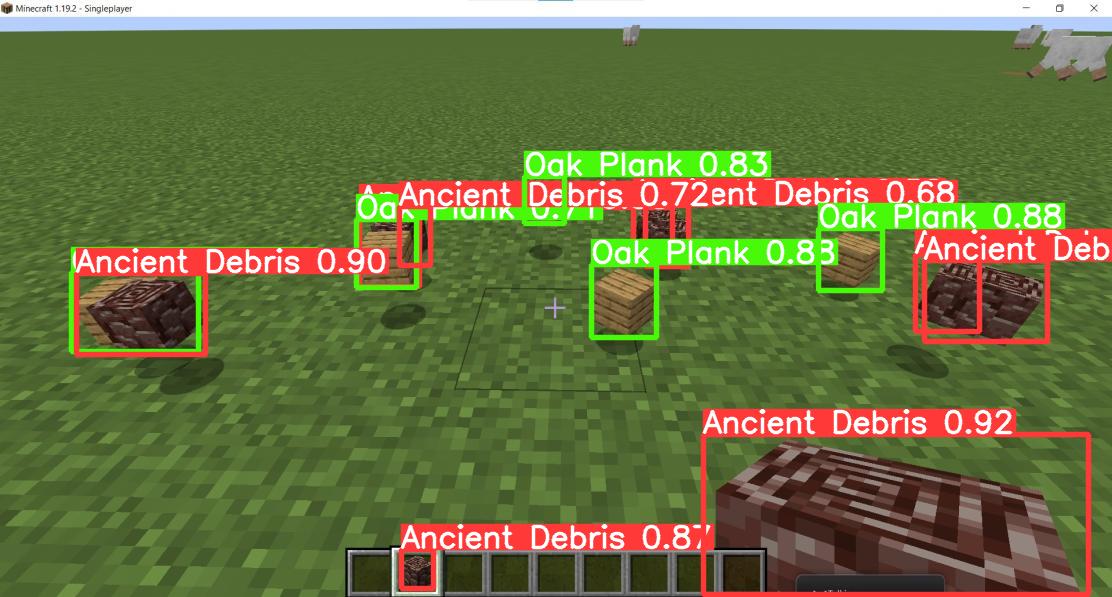 Minecraft 1.19.2 - Singleplayer
Oak Plank 0.83
Ancient Debris 0.72
ent Debris 0.68
Oak Plank 0.88
Oak Plank 0.83
Ancient Debris 0.90
Ancient Deb
Ancient Debris 0.92
Ancient Debris 0.87